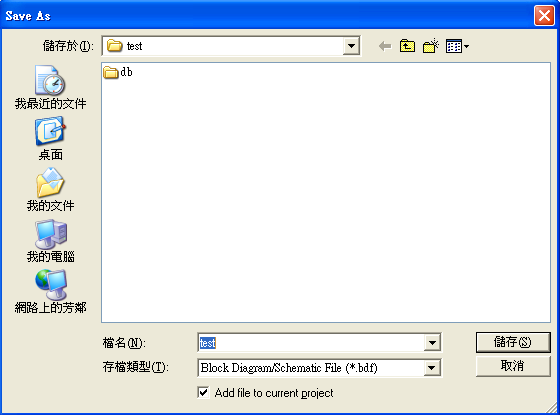 Save As
儲存於(I):
test
db
我最近的文件
桌面
我的文件
我的電腦
網路上的芳鄰
檔名(N):
test
儲存(S)
存檔類型(T):
Block Diagram/Schematic File (*.bdf)
取消
Add file to current project